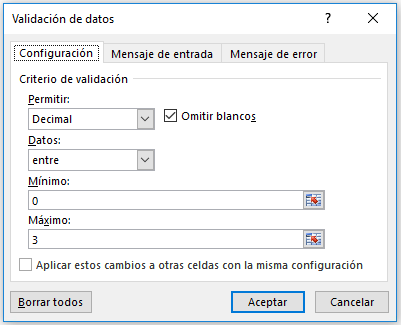 Validación de datos
Configuración Mensaje de entrada Mensaje de error
Criterio de validación
Permitir:
Decimal Omitir blancos
Datos:
entre
Mínimo:
0
Máximo:
3
Aplicar estos cambios a otras celdas con la misma configuración
Borrar todos Aceptar Cancelar